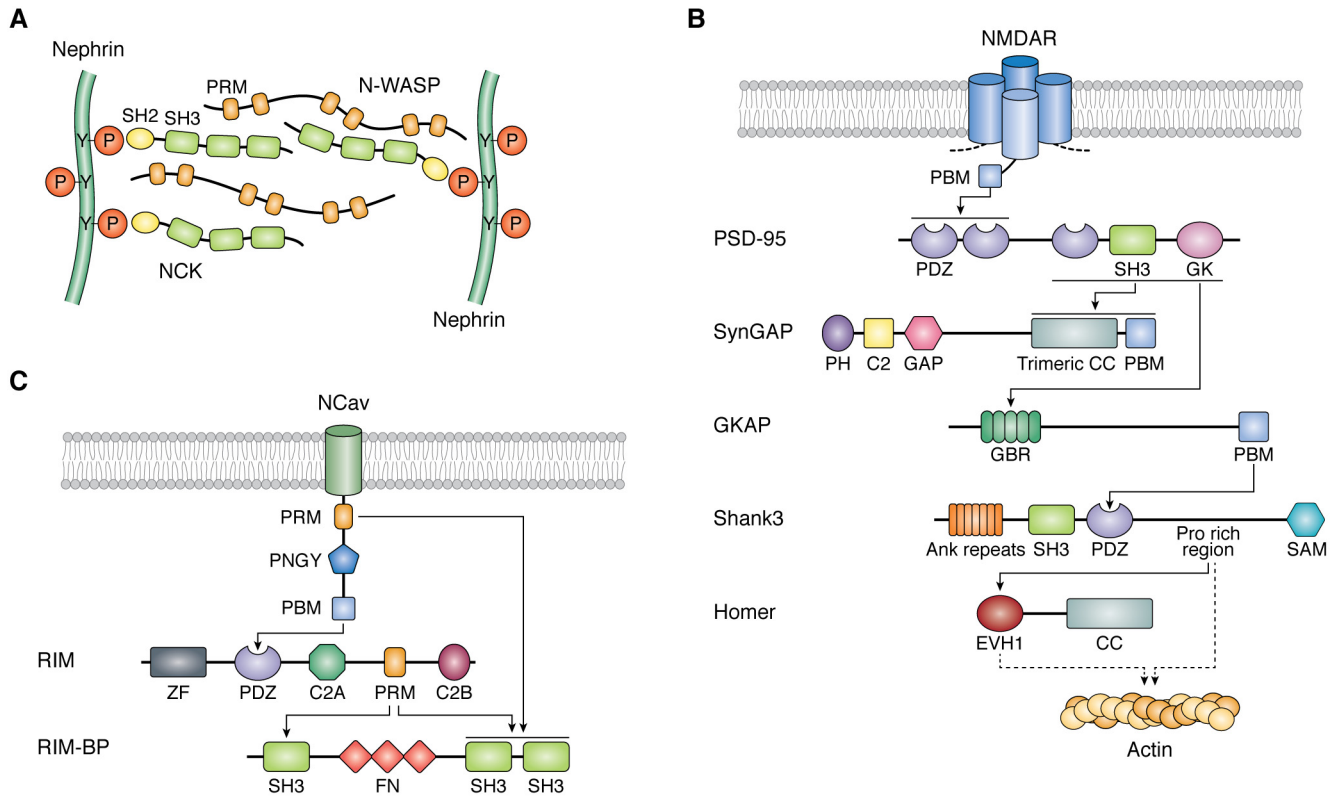 A
Nephrin
PRM
N-WASP
SH2 SH3
Y P
P Y
Y P
Y P
P Y
Y P
NCK
Nephrin
B
NMDAR
PBM
PSD-95
PDZ
SH3
GK
SynGAP
PH
C2
GAP
Trimeric CC
PBM
GKAP
GBR
PBM
Shank3
Ank repeats
SH3
PDZ
Pro rich
region
SAM
Homer
EVH1
CC
Actin
C
NCav
PRM
PNGY
PBM
RIM
ZF
PDZ
C2A
PRM
C2B
RIM-BP
SH3
FN
SH3
SH3